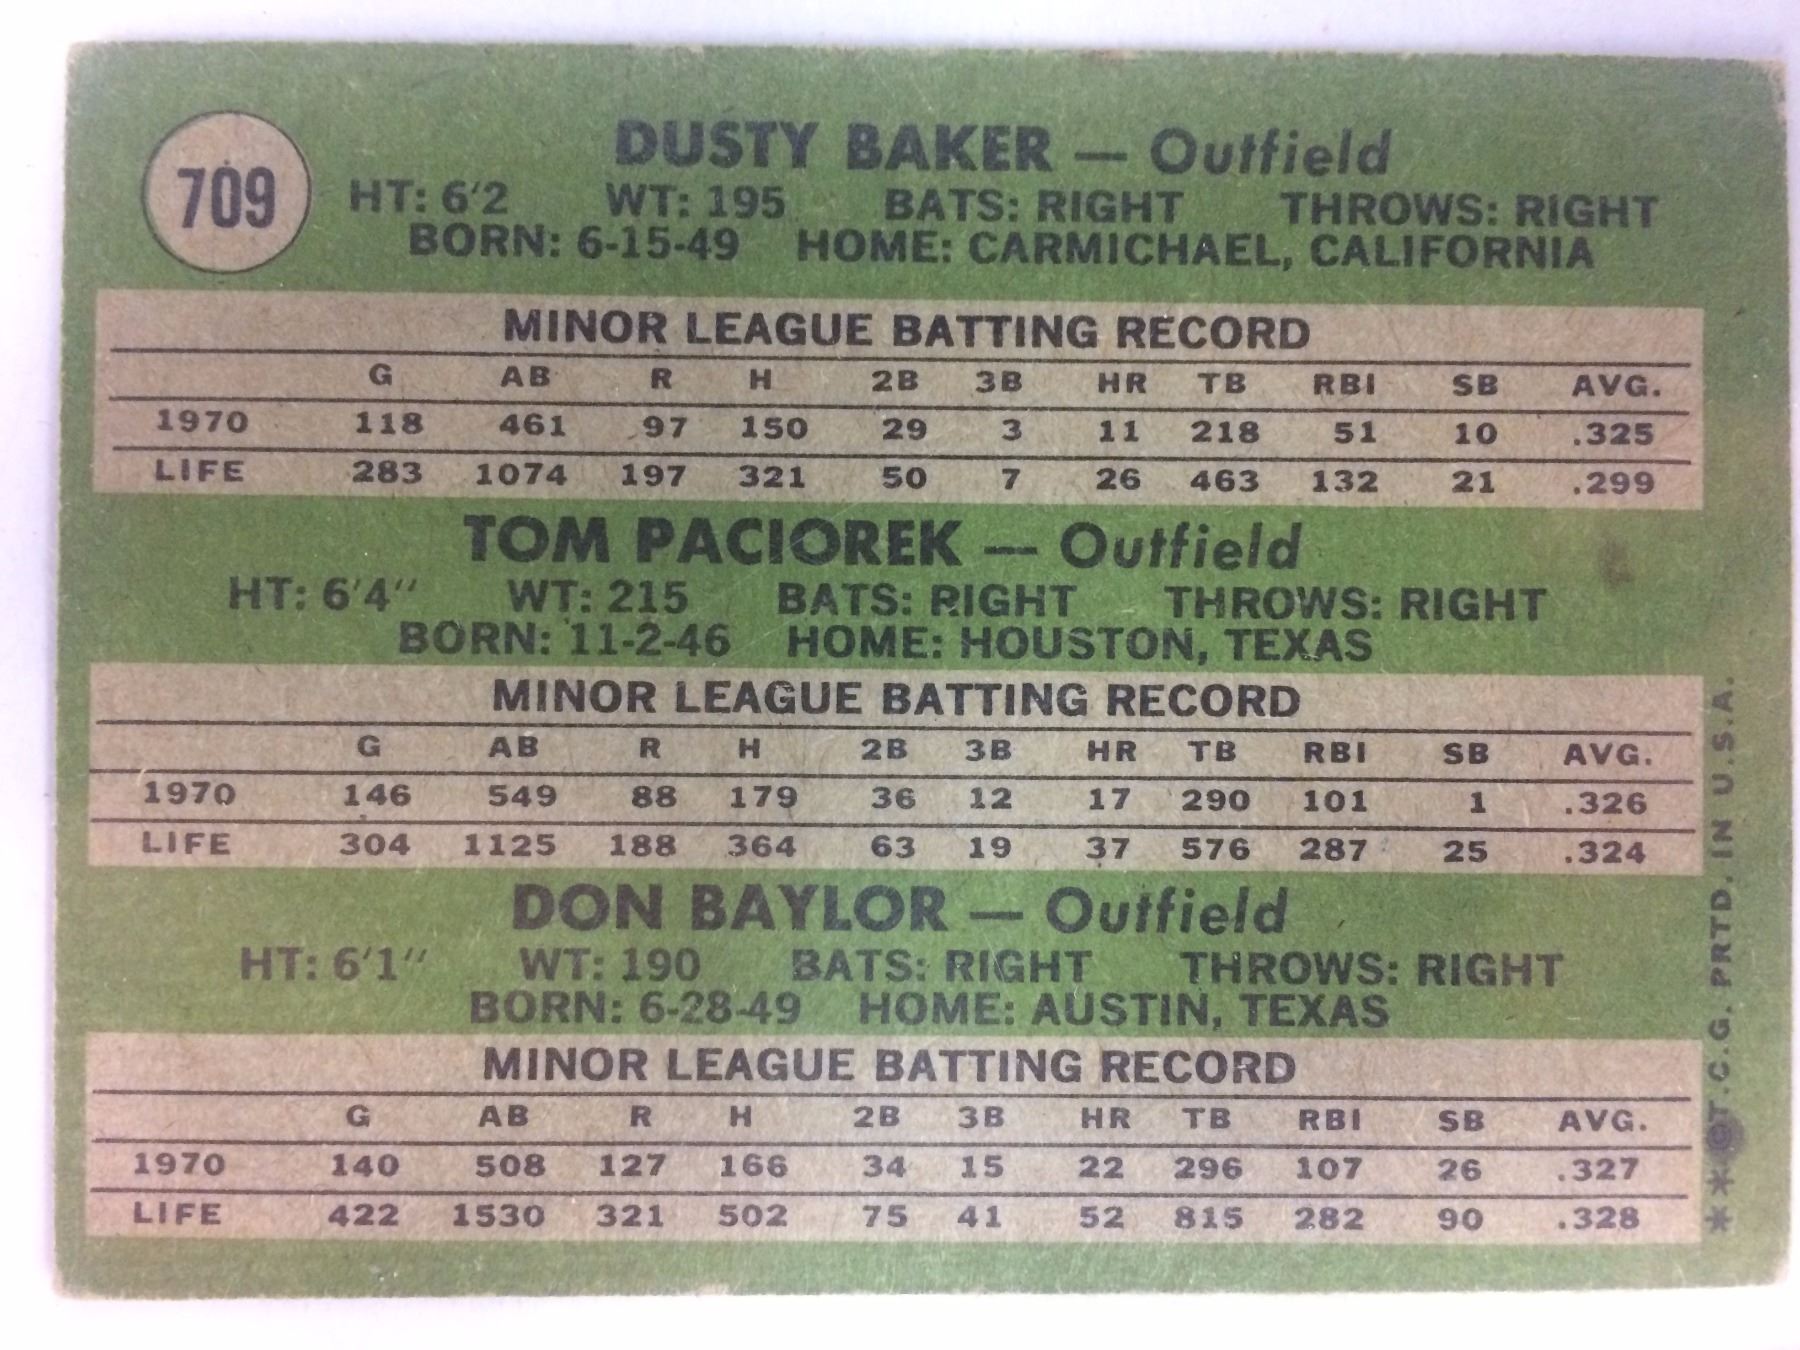 709
DUSTY BAKER — Outfield
HT: 6'2 WT: 195 BATS: RIGHT THROWS: RIGHT
BORN: 6-15-49 HOME: CARMICHAEL, CALIFORNIA
MINOR LEAGUE BATTING RECORD
G AB R H 2B 3B HR TB RBI SB AVG.
1970 118 461 97 150 29 3 11 218 51 10 .325
LIFE 283 1074 197 321 50 7 26 463 132 21 .299
TOM PACIOREK — Outfield
HT: 6'4" WT: 215 BATS: RIGHT THROWS: RIGHT
BORN: 11-2-46 HOME: HOUSTON, TEXAS
MINOR LEAGUE BATTING RECORD
G AB R H 2B 3B HR TB RBI SB AVG.
1970 146 549 88 179 36 12 17 290 101 1 .326
LIFE 304 1125 188 364 63 19 37 576 287 25 .324
DON BAYLOR — Outfield
HT: 6'1" WT: 190 BATS: RIGHT THROWS: RIGHT
BORN: 6-28-49 HOME: AUSTIN, TEXAS
MINOR LEAGUE BATTING RECORD
G AB R H 2B 3B HR TB RBI SB AVG.
1970 140 508 127 166 34 15 22 296 107 26 .327
LIFE 422 1530 321 502 75 41 52 815 282 90 .328
**©T.C.G. PRTD. IN U.S.A.